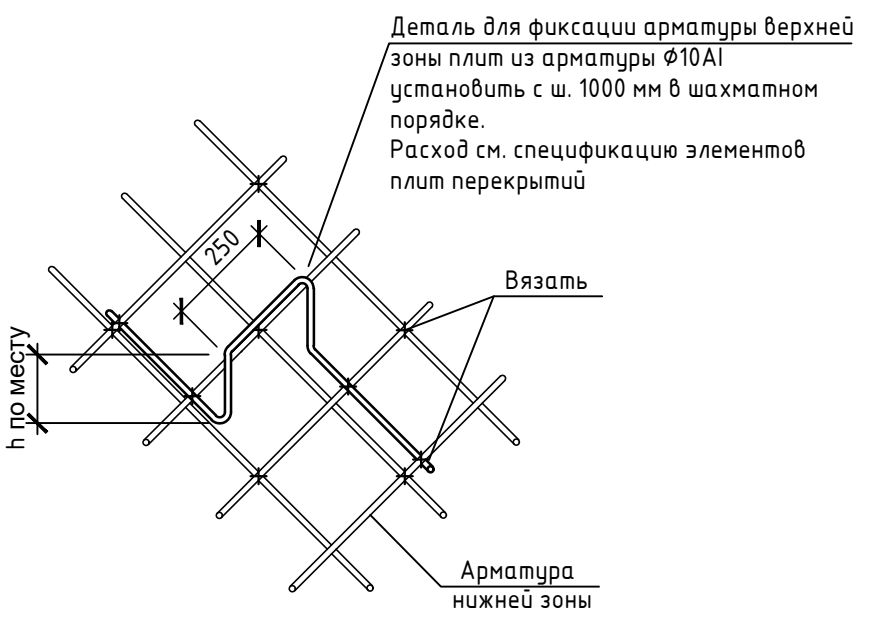 Деталь для фиксации арматуры верхней
зоны плит из арматуры Ø10АI
установить с ш. 1000 мм в шахматном
порядке.
Расход см. спецификацию элементов
плит перекрытий
250
Вязать
h по месту
Арматура
нижней зоны